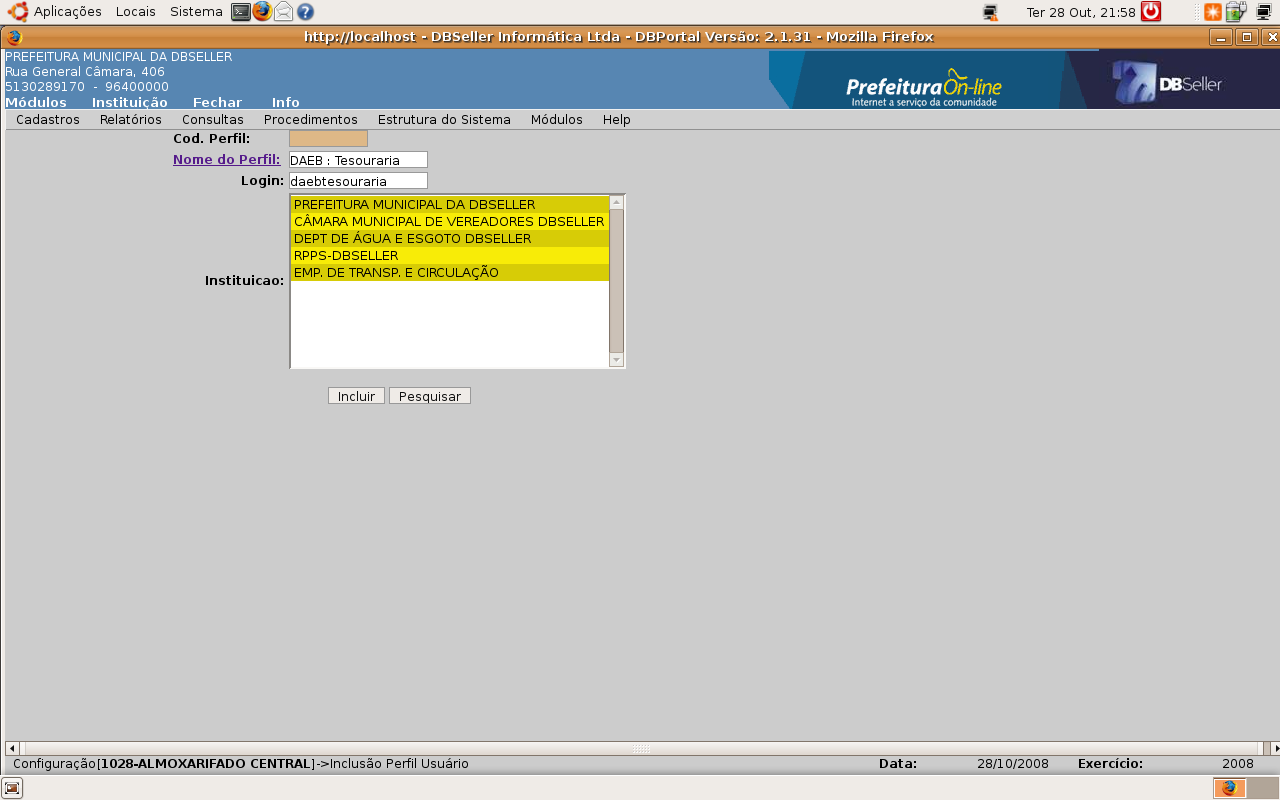 Aplicações Locais Sistema Ter 28 Out, 21:58
http://localhost - DBSeller Informática Ltda - DBPortal Versão: 2.1.31 - Mozilla Firefox
PREFEITURA MUNICIPAL DA DBSELLER
Rua General Câmara, 406
5130289170 - 96400000
Módulos Instituição Fechar Info
Prefeitura On-line
Internet a serviço da comunidade
DBSeller
Cadastros Relatórios Consultas Procedimentos Estrutura do Sistema Módulos Help
Cod. Perfil:
Nome do Perfil: DAEB : Tesouraria
Login: daebtesouraria
Instituicao:
PREFEITURA MUNICIPAL DA DBSELLER
CÂMARA MUNICIPAL DE VEREADORES DBSELLER
DEPT DE ÁGUA E ESGOTO DBSELLER
RPPS-DBSELLER
EMP. DE TRANSP. E CIRCULAÇÃO
Incluir Pesquisar
Configuração[1028-ALMOXARIFADO CENTRAL]->Inclusão Perfil Usuário Data: 28/10/2008 Exercício: 2008